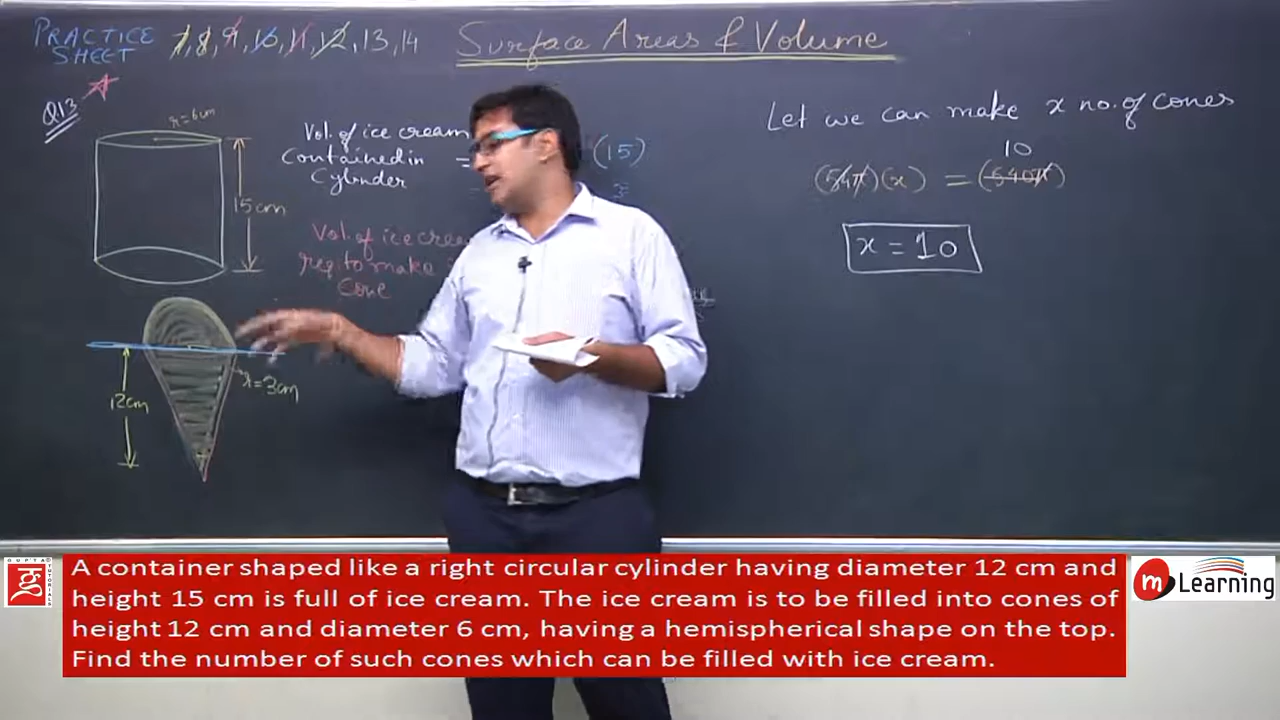 PRACTICE SHEET 7, 8, 9, 10, 11, 12, 13, 14
Surface Areas & Volume
Q13
r=6cm
15cm
12cm
r=3cm
Vol. of ice cream
Contained in = (15)
Cylinder
Vol. of ice
req. to make
Cone
Let we can make x no. of cones
10
(54π)(x) = (540π)
x = 10
GUPTA
TUTORIALS
A container shaped like a right circular cylinder having diameter 12 cm and
height 15 cm is full of ice cream. The ice cream is to be filled into cones of
height 12 cm and diameter 6 cm, having a hemispherical shape on the top.
Find the number of such cones which can be filled with ice cream.
m Learning